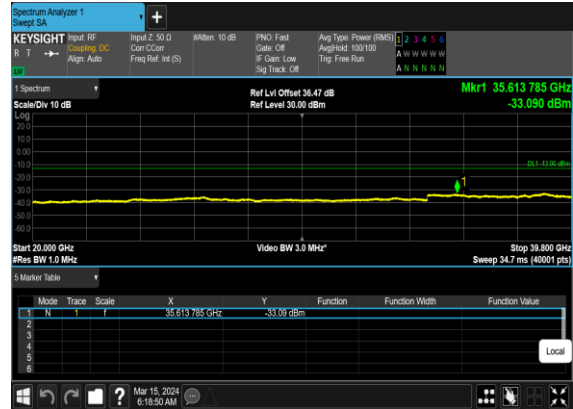 Spectrum Analyzer 1
Swept SA
+
KEYSIGHT Input: RF Input Z: 50 Ω #Atten: 10 dB PNO: Fast Avg Type: Power (RMS) 1 2 3 4 5 6
R T Coupling: DC Corr CCorr Gate: Off Avg|Hold: 100/100 A W W W W W
Align: Auto Freq Ref: Int (S) IF Gain: Low Trig: Free Run
LXI Sig Track: Off A N N N N N
1 Spectrum Ref Lvl Offset 36.47 dB Mkr1 35.613 785 GHz
Scale/Div 10 dB Ref Level 30.00 dBm -33.090 dBm
Log
20.0
10.0
0.00
-10.0
DL1 -13.00 dBm
-20.0
1
-30.0
-40.0
-50.0
-60.0
Start 20.000 GHz Video BW 3.0 MHz* Stop 39.800 GHz
#Res BW 1.0 MHz Sweep 34.7 ms (40001 pts)
5 Marker Table
Mode Trace Scale X Y Function Function Width Function Value
1 N 1 f 35.613 785 GHz -33.09 dBm
2
3
4
5
6
Local
? Mar 15, 2024
6:18:50 AM